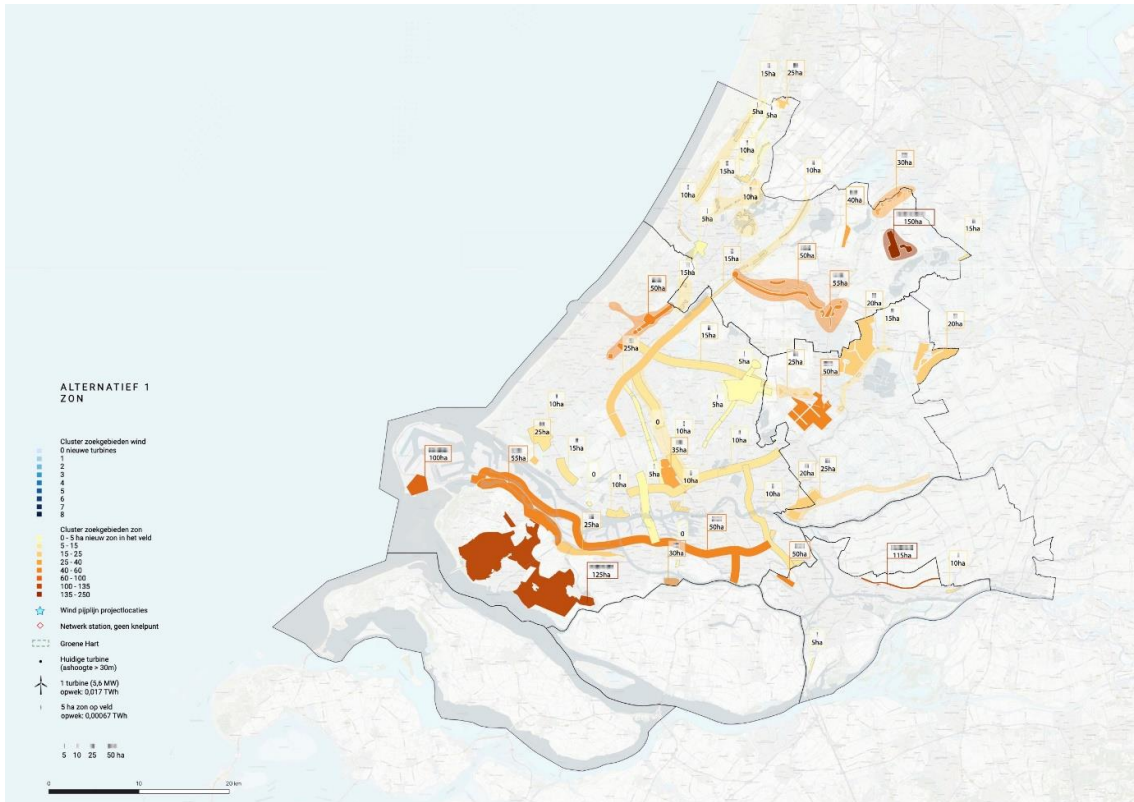 15ha
25ha
5ha
5ha
10ha
15ha
10ha
30ha
10ha
10ha
40ha
5ha
150ha
15ha
15ha
15ha
50ha
50ha
55ha
20ha
15ha
20ha
15ha
25ha
5ha
25ha
50ha
ALTERNATIEF 1
ZON
10ha
5ha
25ha
0
10ha
10ha
Cluster zoekgebieden wind
0 nieuwe turbines
1
2
3
4
5
6
7
8
100ha
55ha
15ha
35ha
0
5ha
10ha
10ha
20ha
25ha
10ha
Cluster zoekgebieden zon
0 - 5 ha nieuw zon in het veld
5 - 15
15 - 25
25 - 40
40 - 60
60 - 100
100 - 135
135 - 250
25ha
50ha
0
30ha
50ha
115ha
10ha
125ha
Wind pijplijn projectlocaties
Netwerk station, geen knelpunt
Groene Hart
Huidige turbine
(ashoogte > 30m)
1 turbine (5,6 MW)
opwek: 0,017 TWh
5 ha zon op veld
opwek: 0,00067 TWh
5ha
5 10 25 50 ha
0 10 20 km